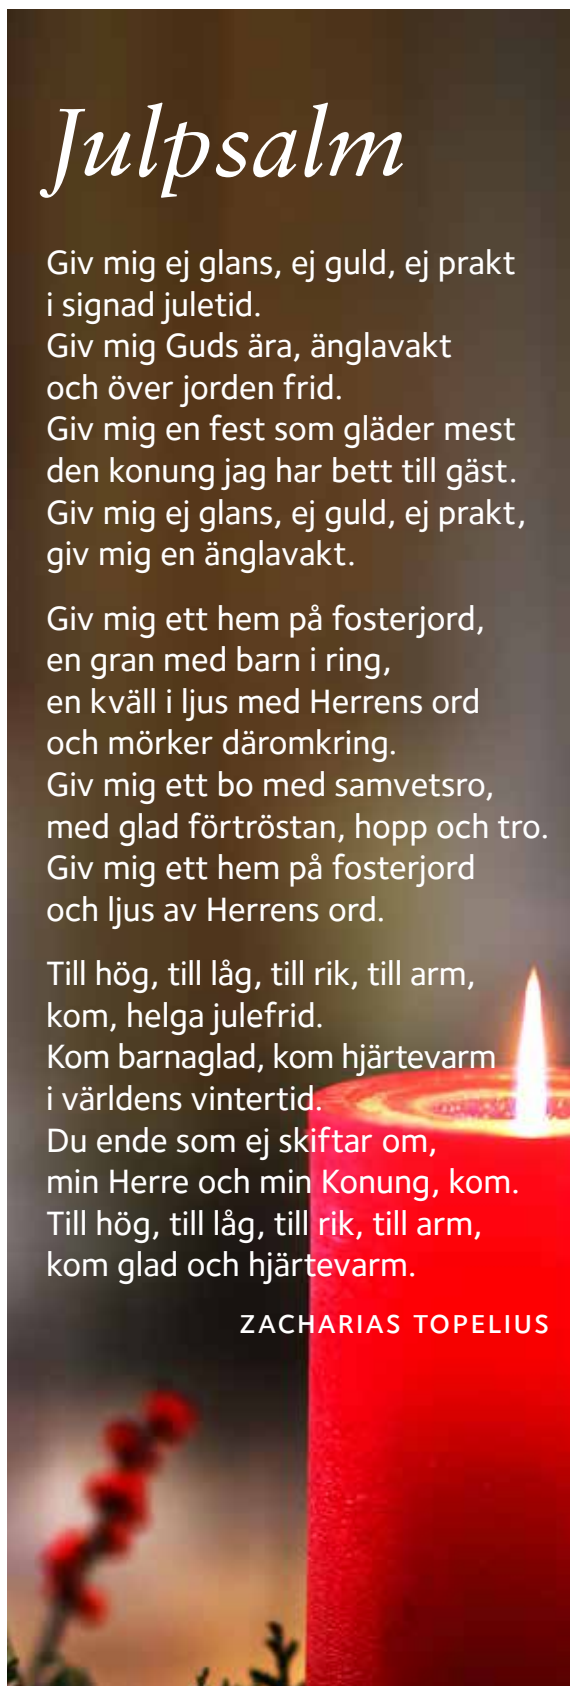 Julpsalm
Giv mig ej glans, ej guld, ej prakt
i signad juletid.
Giv mig Guds ära, änglavakt
och över jorden frid.
Giv mig en fest som gläder mest
den konung jag har bett till gäst.
Giv mig ej glans, ej guld, ej prakt,
giv mig en änglavakt.
Giv mig ett hem på fosterjord,
en gran med barn i ring,
en kväll i ljus med Herrens ord
och mörker däromkring.
Giv mig ett bo med samvetsro,
med glad förtröstan, hopp och tro.
Giv mig ett hem på fosterjord
och ljus av Herrens ord.
Till hög, till låg, till rik, till arm,
kom, helga julefrid.
Kom barnaglad, kom hjärtevarm
i världens vintertid.
Du ende som ej skiftar om,
min Herre och min Konung, kom.
Till hög, till låg, till rik, till arm,
kom glad och hjärtevarm.
ZACHARIAS TOPELIUS